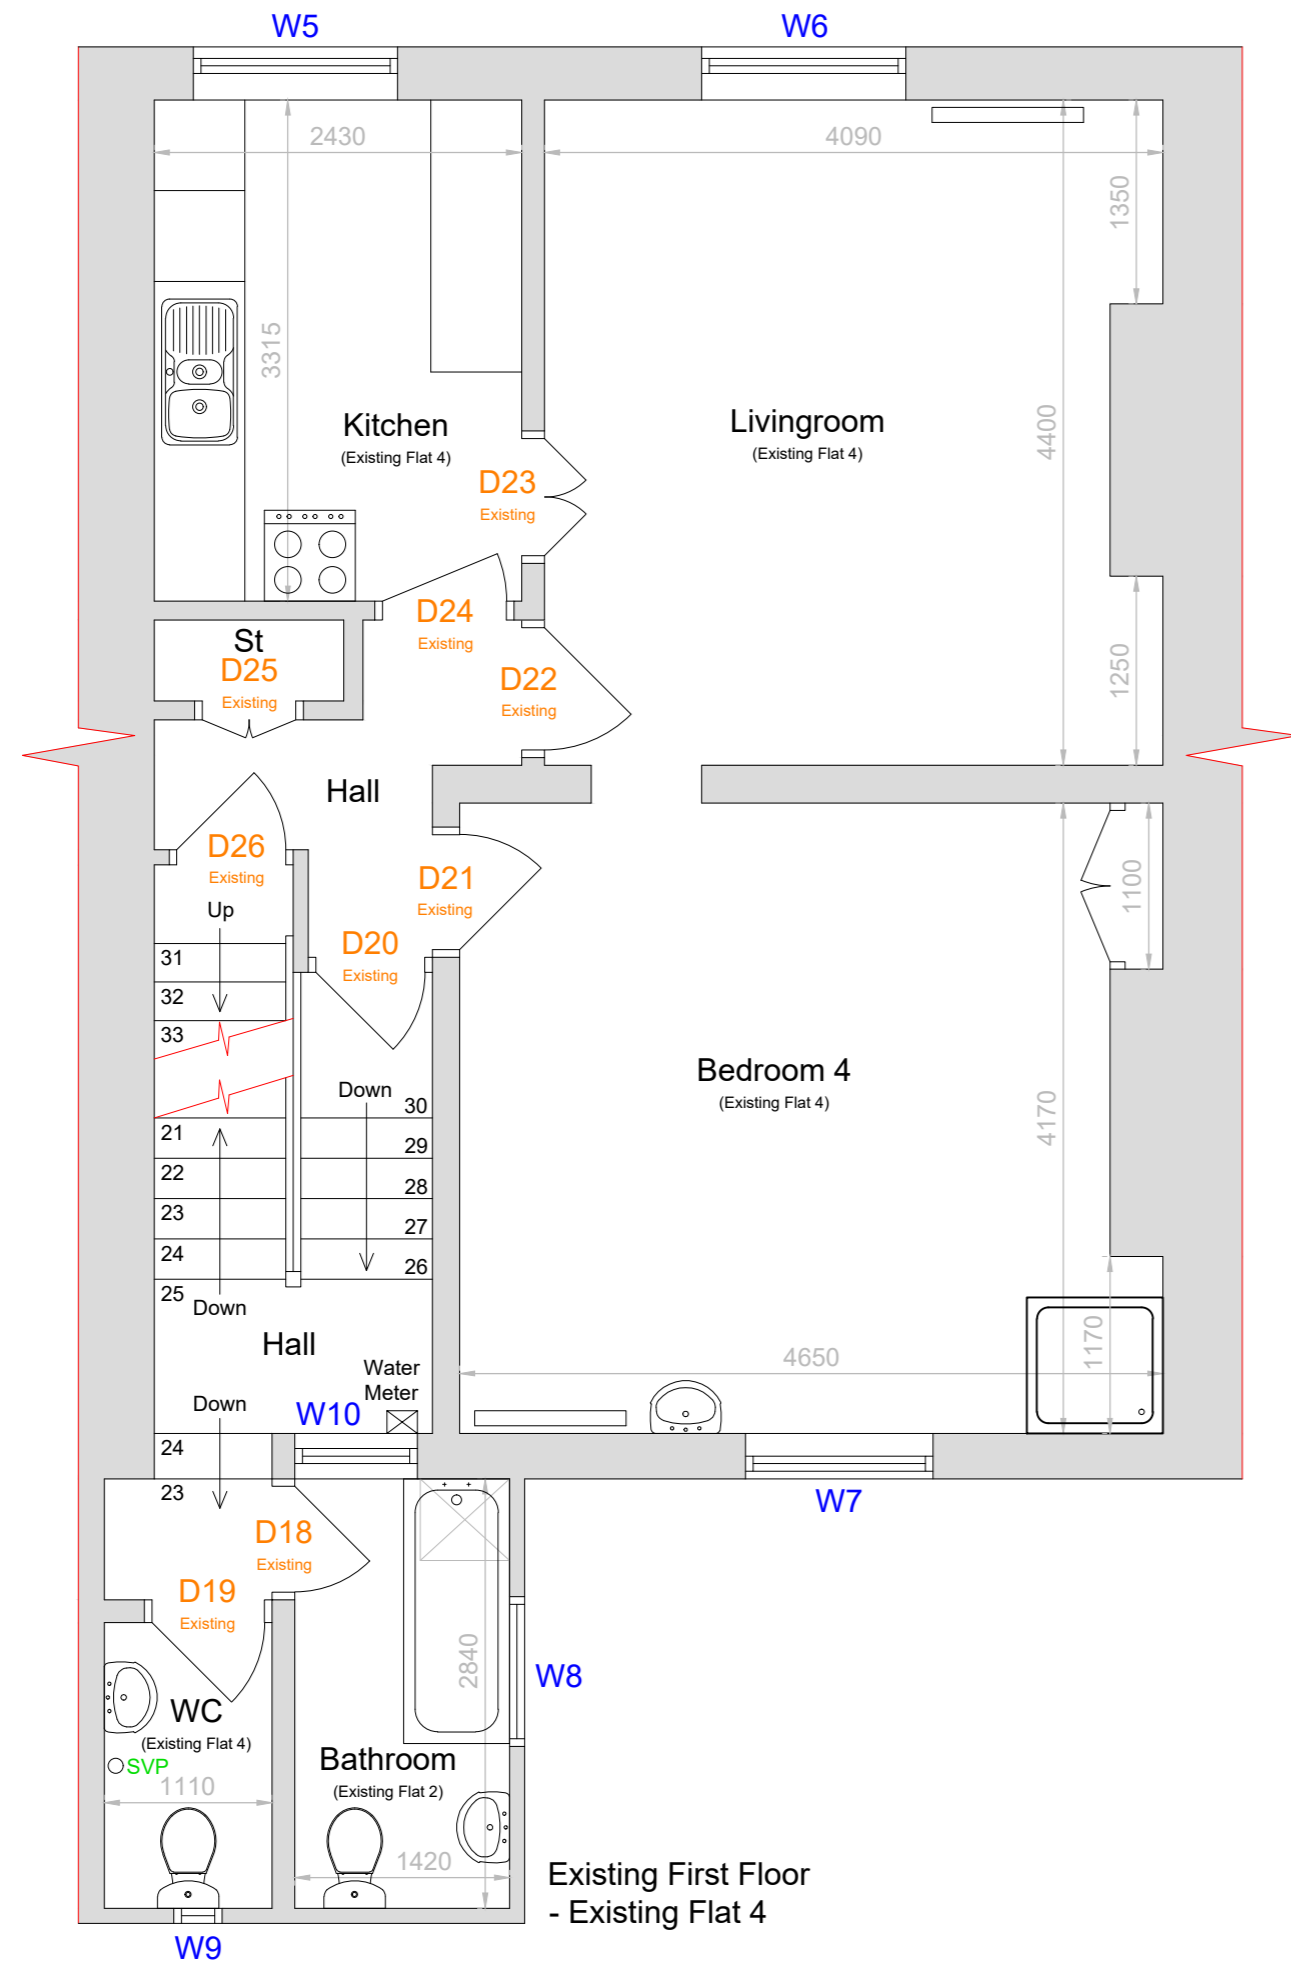 W5
W6
2430
4090
1350
3315
4400
Kitchen
(Existing Flat 4)
Livingroom
(Existing Flat 4)
D23
Existing
D24
Existing
St
D25
Existing
D22
Existing
1250
Hall
D26
Existing
D21
Existing
1100
Up
D20
Existing
31
32
33
Down
30
29
28
27
26
21
22
23
24
25
Down
Bedroom 4
(Existing Flat 4)
4170
Hall
Water
Meter
1170
4650
Down
W10
24
23
W7
D18
Existing
D19
Existing
2840
W8
WC
(Existing Flat 4)
SVP
1110
Bathroom
(Existing Flat 2)
1420
Existing First Floor
- Existing Flat 4
W9